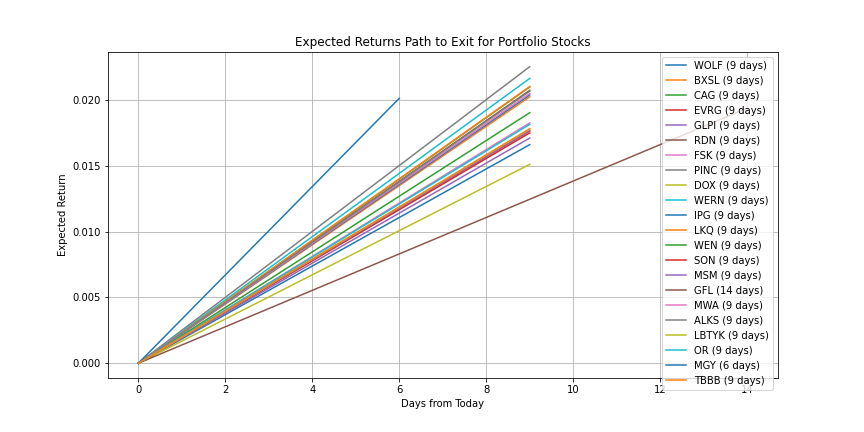 Expected Returns Path to Exit for Portfolio Stocks
WOLF (9 days)
BXSL (9 days)
CAG (9 days)
EVRG (9 days)
GLPI (9 days)
RDN (9 days)
FSK (9 days)
PINC (9 days)
DOX (9 days)
WERN (9 days)
IPG (9 days)
LKQ (9 days)
WEN (9 days)
SON (9 days)
MSM (9 days)
GFL (14 days)
MWA (9 days)
ALKS (9 days)
LBTYK (9 days)
OR (9 days)
MGY (6 days)
TBBB (9 days)
0.020
0.015
0.010
0.005
0.000
Expected Return
0 2 4 6 8 10 12 14
Days from Today